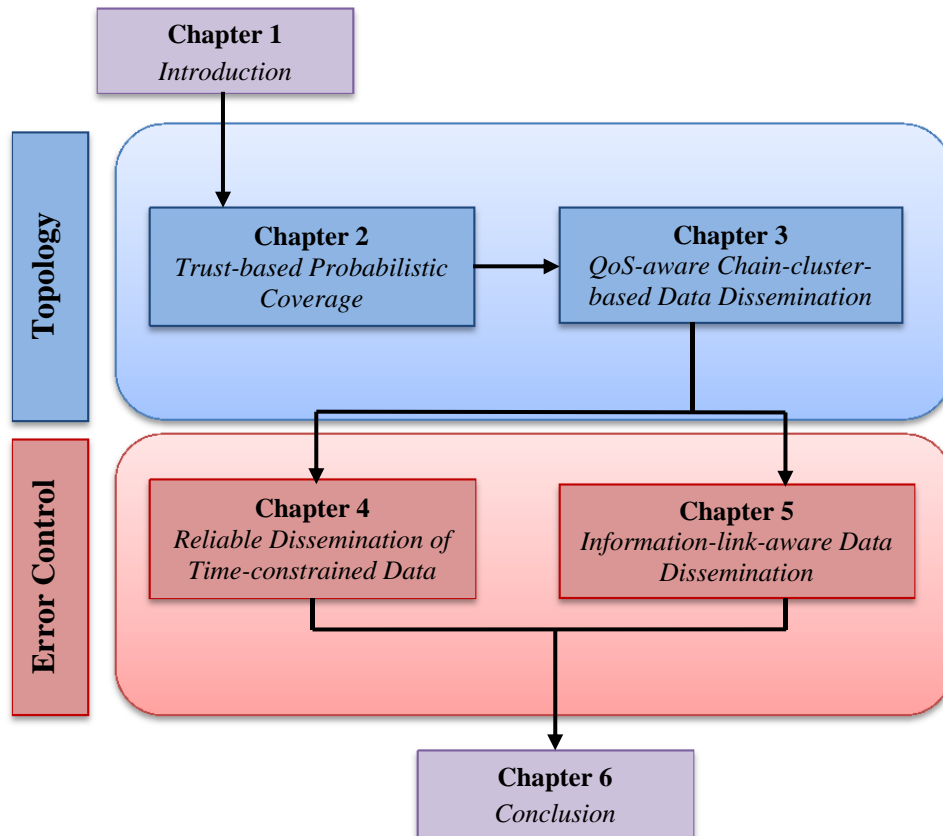 Chapter 1
Introduction
Topology
Chapter 2
Trust-based Probabilistic
Coverage
Chapter 3
QoS-aware Chain-cluster-
based Data Dissemination
Error Control
Chapter 4
Reliable Dissemination of
Time-constrained Data
Chapter 5
Information-link-aware Data
Dissemination
Chapter 6
Conclusion